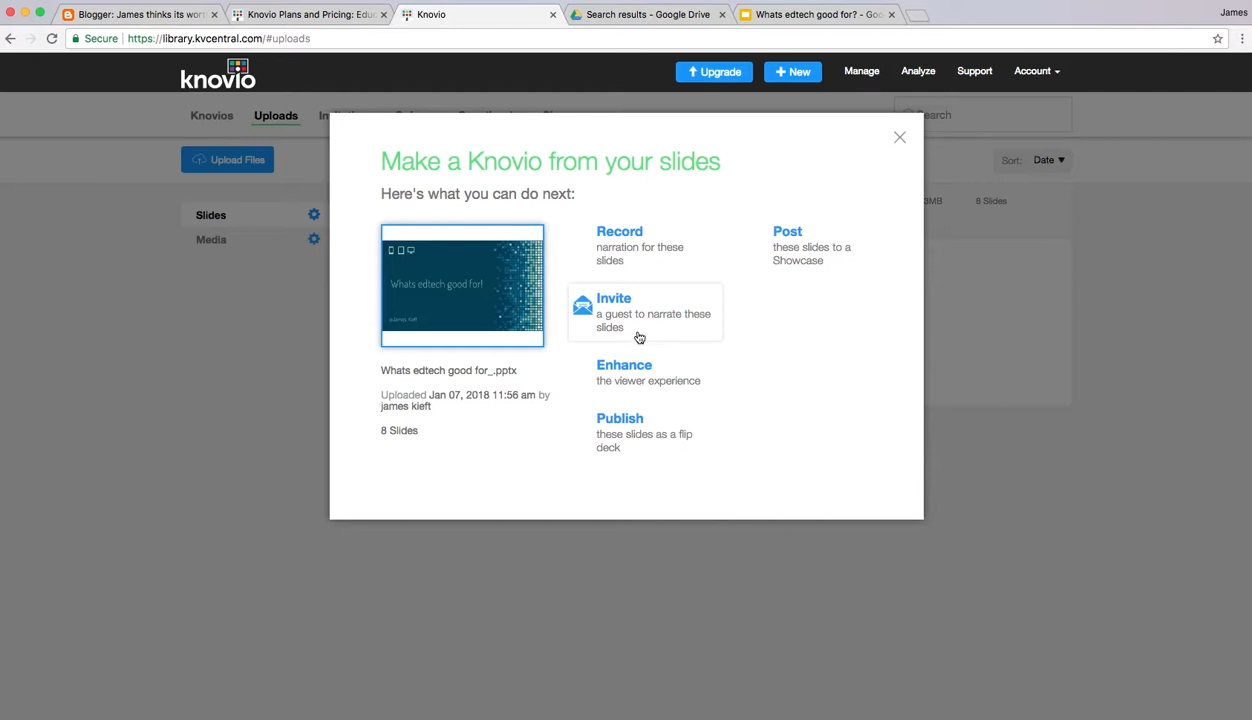 Blogger: James thinks its wort
Knovio Plans and Pricing: Educ
Knovio
Search results - Google Drive
Whats edtech good for? - Goo
James
Secure
https://library.kvcentral.com/#uploads
knovio
Upgrade
+ New
Manage
Analyze
Support
Account
Knovios
Uploads
Search
Upload Files
Sort:
Date
Slides
Media
3MB
8 Slides
Make a Knovio from your slides
Here's what you can do next:
Whats edtech good for!
Whats edtech good for_.pptx
Uploaded Jan 07, 2018 11:56 am by
james kieft
8 Slides
Record
narration for these
slides
Invite
a guest to narrate these
slides
Enhance
the viewer experience
Publish
these slides as a flip
deck
Post
these slides to a
Showcase